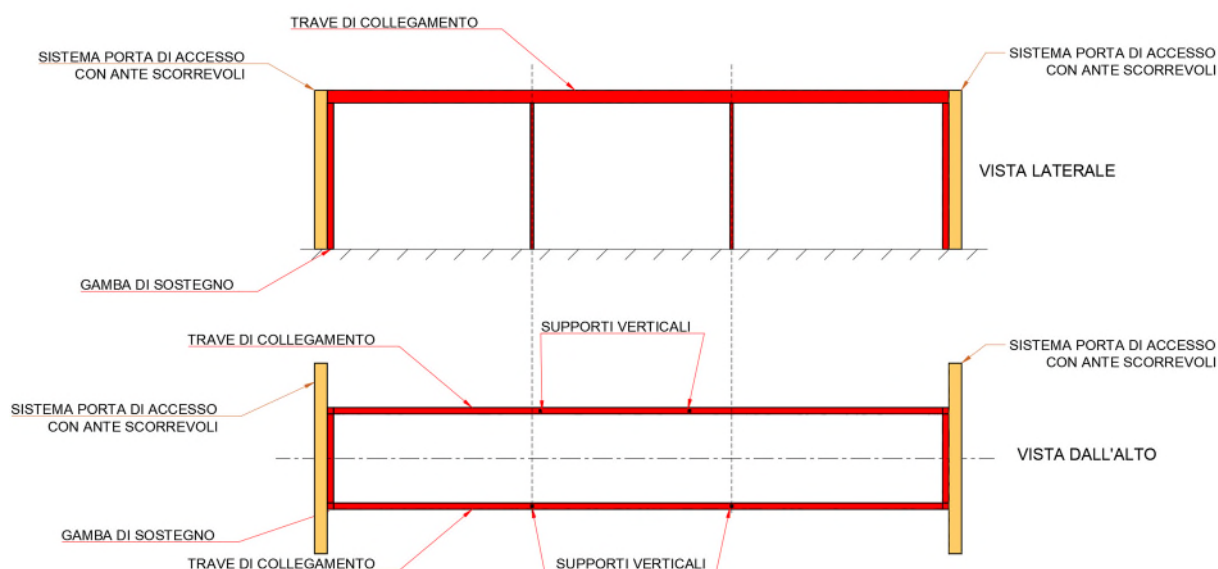 TRAVE DI COLLEGAMENTO
SISTEMA PORTA DI ACCESSO
CON ANTE SCORREVOLI
SISTEMA PORTA DI ACCESSO
CON ANTE SCORREVOLI
VISTA LATERALE
GAMBA DI SOSTEGNO
SUPPORTI VERTICALI
TRAVE DI COLLEGAMENTO
SISTEMA PORTA DI ACCESSO
CON ANTE SCORREVOLI
SISTEMA PORTA DI ACCESSO
CON ANTE SCORREVOLI
VISTA DALL'ALTO
GAMBA DI SOSTEGNO
TRAVE DI COLLEGAMENTO
SUPPORTI VERTICALI